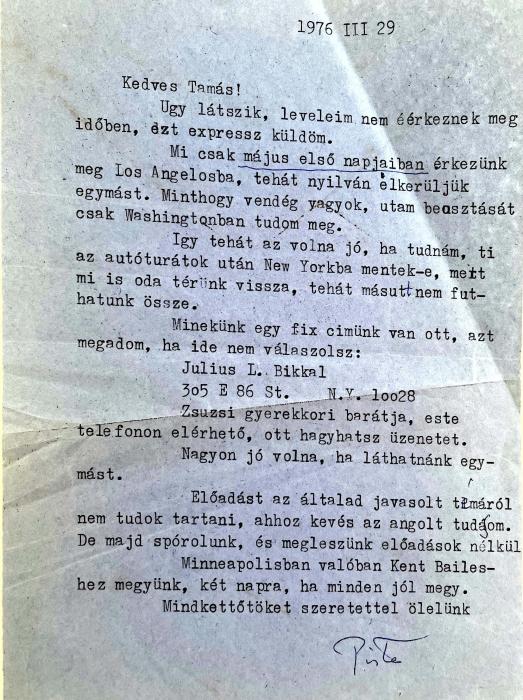 1976 III 29
Kedves Tamás!
Ugy látszik, leveleim nem éérkeznek meg
időben, ezt expressz küldöm.
Mi csak május első napjaiban érkezünk
meg Los Angelosba, tehát nyilván elkerüljük
egymást. Minthogy vendég vagyok, utam beosztását
csak Washingtonban tudom meg.
Igy tehát az volna jó, ha tudnám, ti
az autóturátok után New Yorkba mentek-e, mert
mi is oda térünk vissza, tehát másutt nem fut-
hatunk össze.
Minekünk egy fix cimünk van ott, azt
megadom, ha ide nem válaszolsz:
Julius L. Bikkal
305 E 86 St. N.Y. loo28
Zsuzsi gyerekkori barátja, este
telefonon elérhető, ott hagyhatsz üzenetet.
Nagyon jó volna, ha láthatnánk egy-
mást.
Előadást az általad javasolt témáról
nem tudok tartani, ahhoz kevés az angolt tudásom.
De majd spórolunk, és megleszünk előadások nélkül
Minneapolisban valóban Kent Bailes-
hez megyünk, két napra, ha minden jól megy.
Mindkettőtöket szeretettel ölelünk
Pista